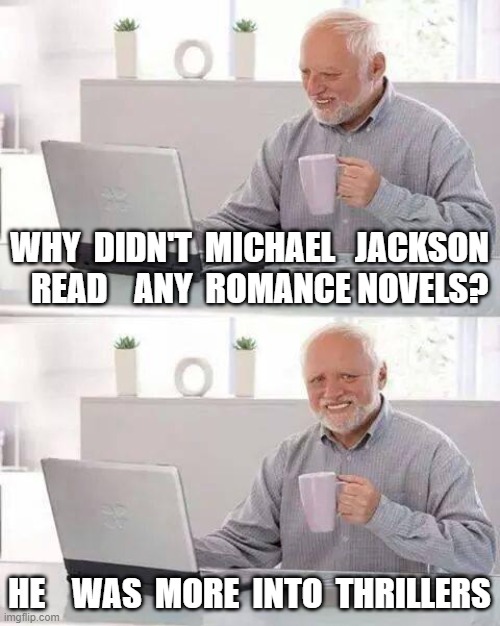 WHY DIDN'T MICHAEL JACKSON
READ ANY ROMANCE NOVELS?
HE WAS MORE INTO THRILLERS
imgflip.com